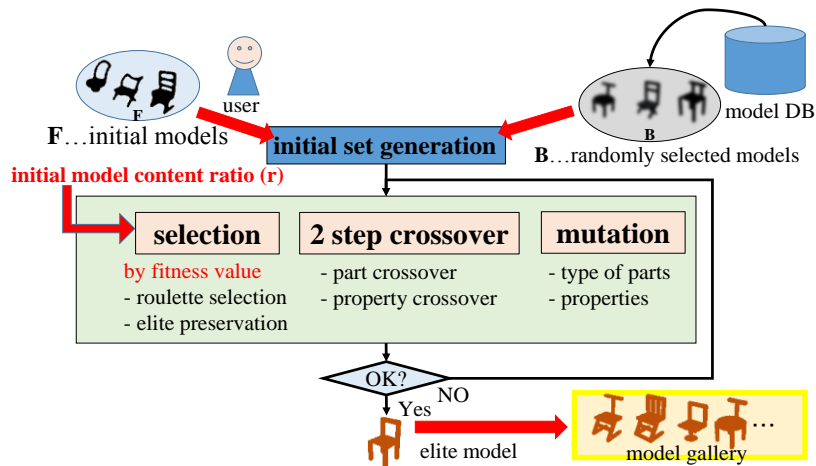 F
user
F…initial models
B
model DB
B…randomly selected models
initial set generation
initial model content ratio (r)
selection
by fitness value
- roulette selection
- elite preservation
2 step crossover
- part crossover
- property crossover
mutation
- type of parts
- properties
OK?
NO
Yes
elite model
…
model gallery